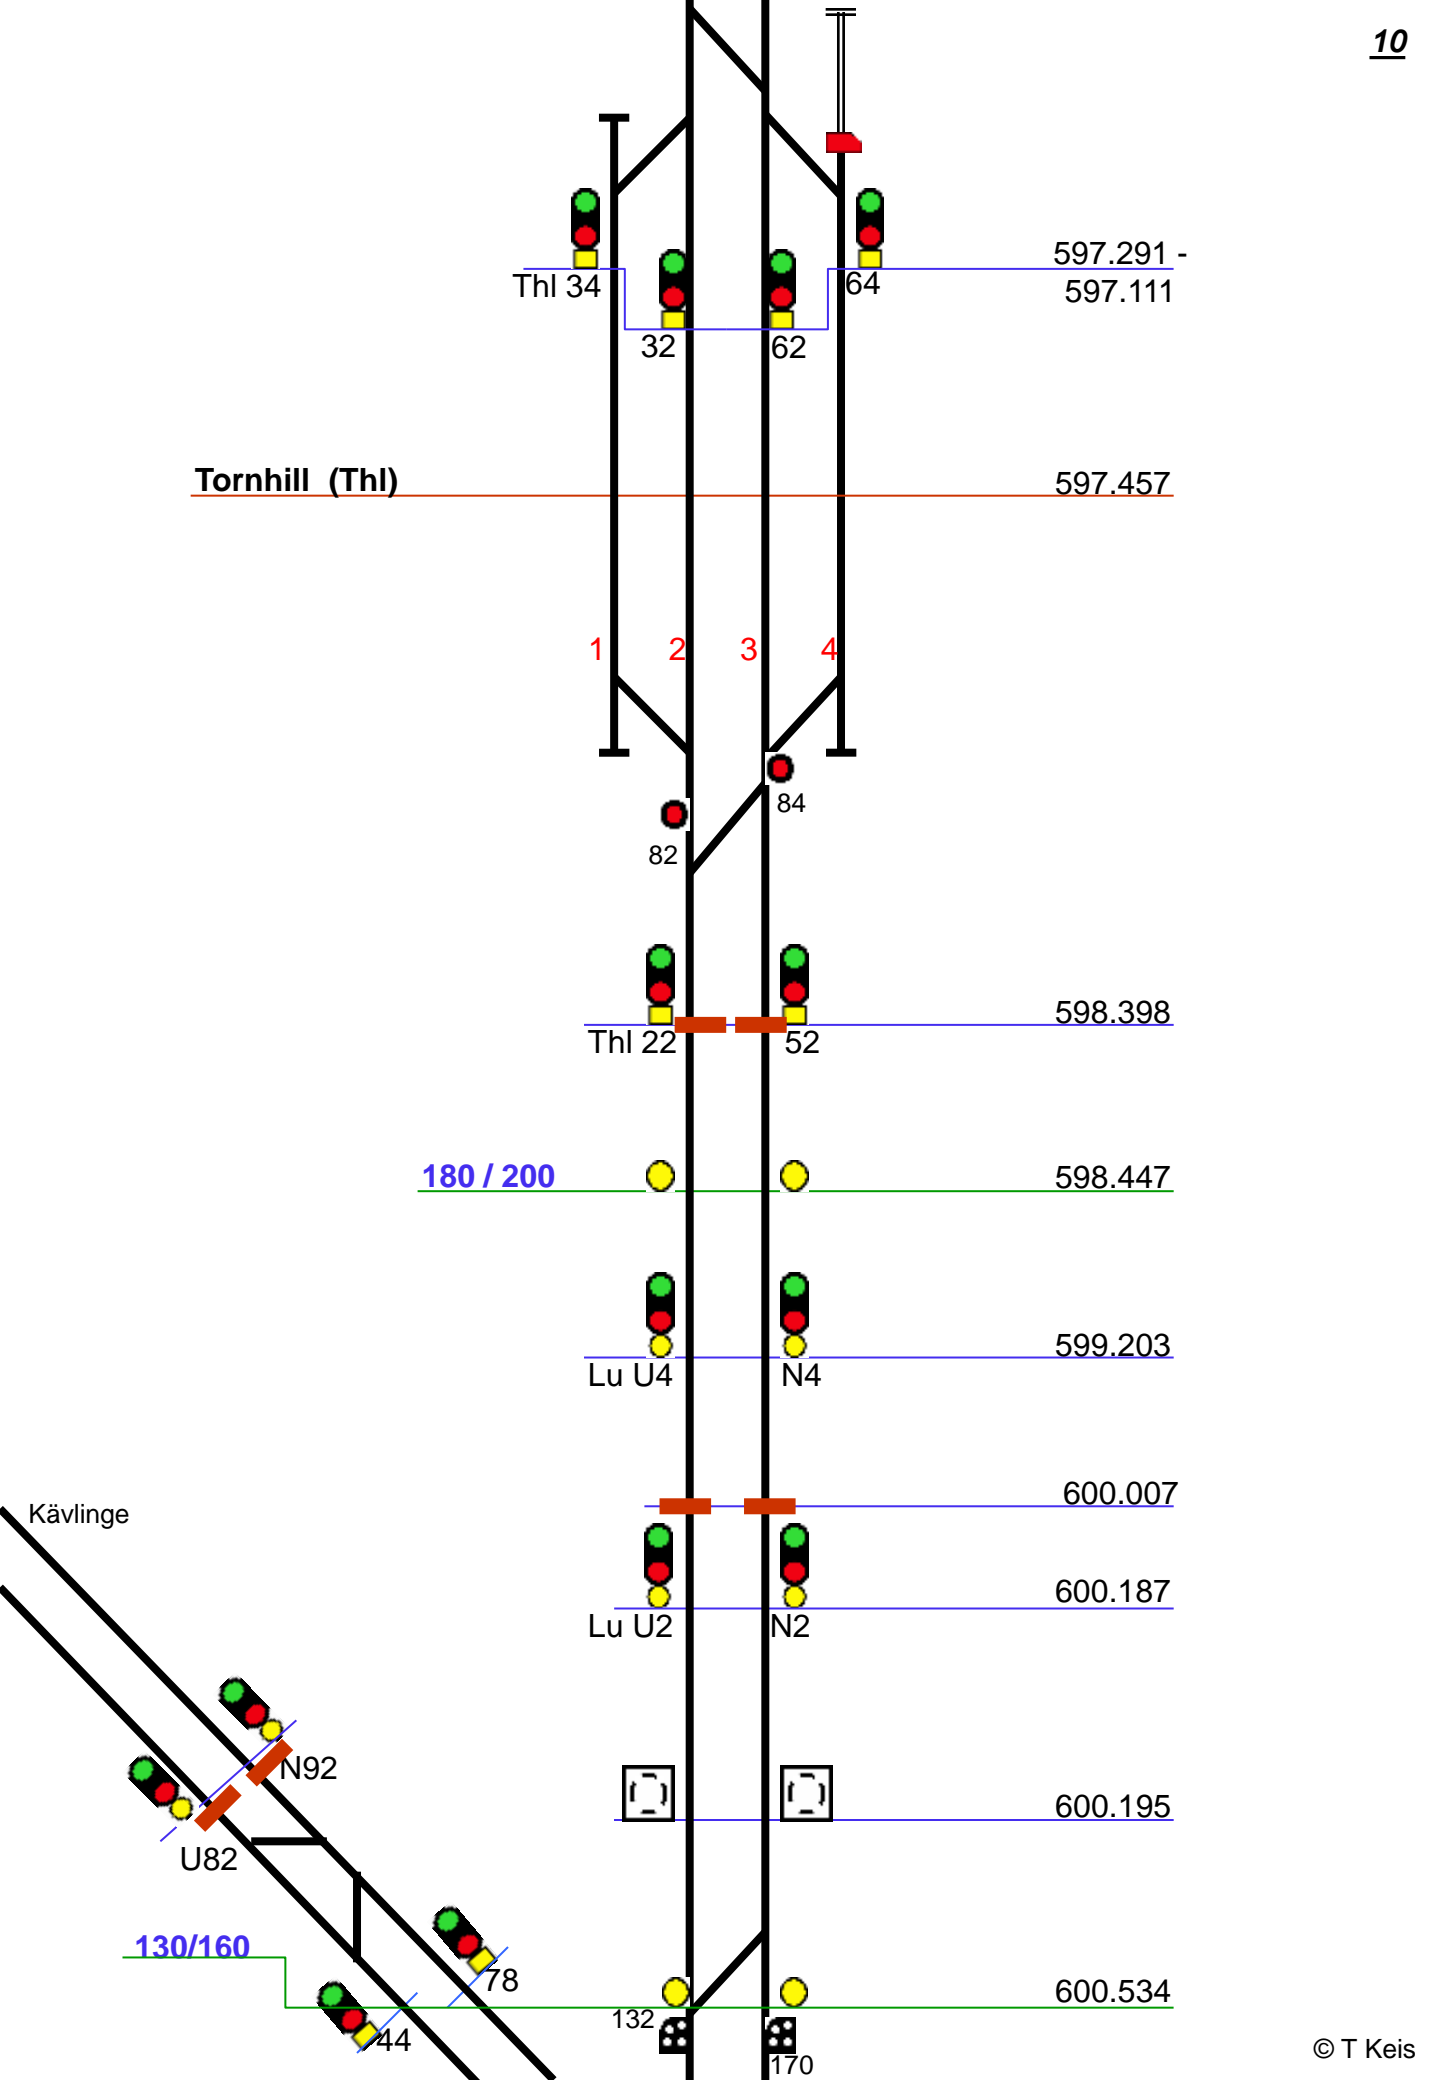 10
597.291 -
Thl 34
64
597.111
32
62
Tornhill (Thl)
597.457
1 2 3 4
84
82
598.398
Thl 22
52
180 / 200
598.447
599.203
Lu U4
N4
600.007
Kävlinge
600.187
Lu U2
N2
N92
600.195
U82
130/160
78
600.534
132
44
170
© T Keis